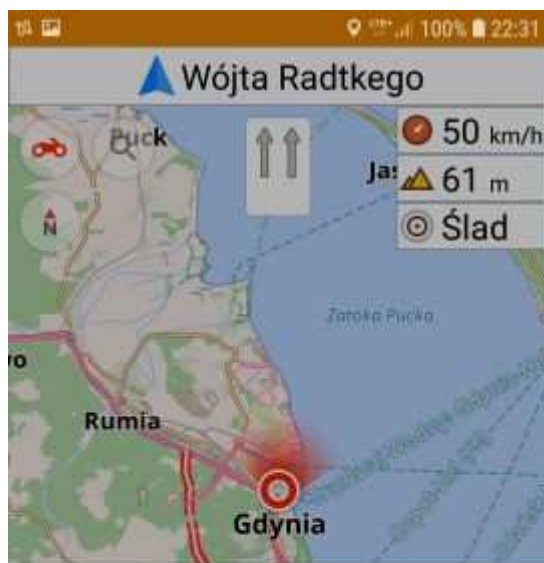 100% 22:31
Wójta Radtkego
Puck
50 km/h
61 m
Ślad
N
Zatoka Pucka
Rumia
Gdynia